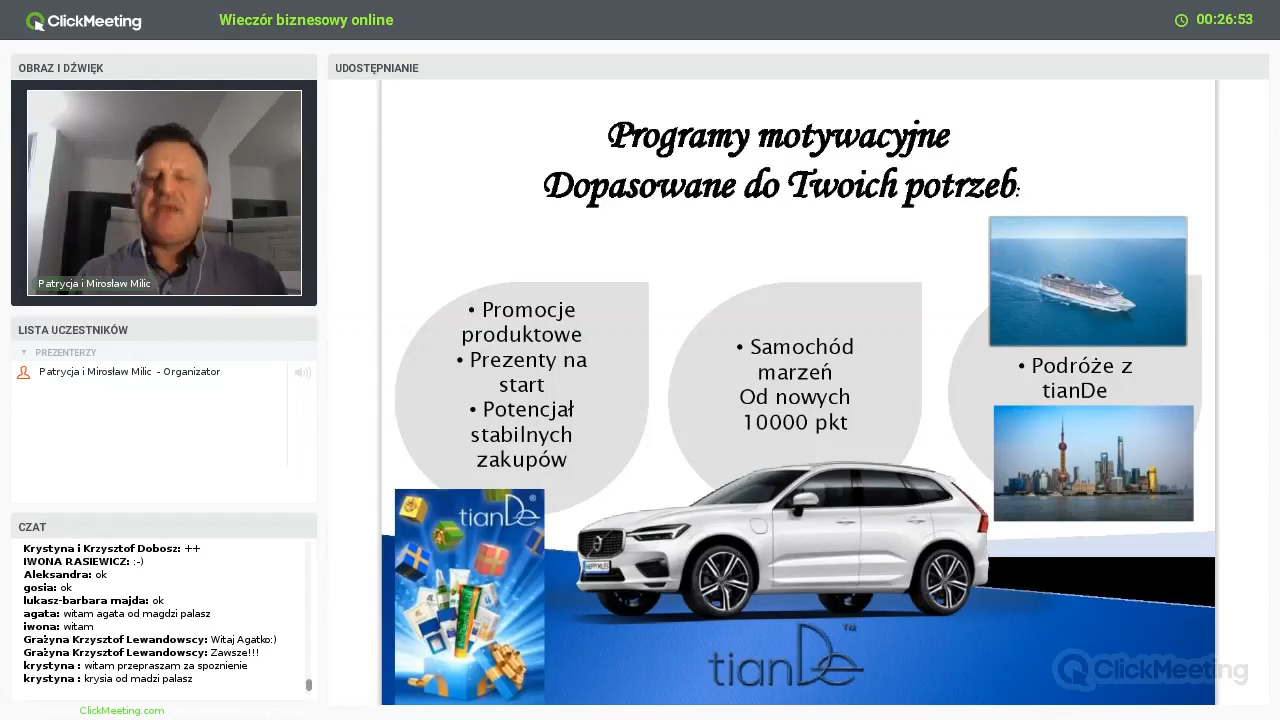 ClickMeeting
Wieczór biznesowy online
00:26:53
OBRAZ I DŹWIĘK
Patrycja i Mirosław Milic
LISTA UCZESTNIKÓW
PREZENTERZY
Patrycja i Mirosław Milic - Organizator
CZAT
Krystyna i Krzysztof Dobosz: ++
IWONA RASIEWICZ: :-)
Aleksandra: ok
gosia: ok
lukasz-barbara majda: ok
agata: witam agata od magdzi palasz
iwona: witam
Grażyna Krzysztof Lewandowscy: Witaj Agatko:)
Grażyna Krzysztof Lewandowscy: Zawsze!!!
krystyna : witam przepraszam za spoznienie
krystyna : krysia od madzi palasz
ClickMeeting.com
UDOSTĘPNIANIE
Programy motywacyjne
Dopasowane do Twoich potrzeb:
• Promocje
produktowe
• Prezenty na
start
• Potencjał
stabilnych
zakupów
• Samochód
marzeń
Od nowych
10000 pkt
• Podróże z
tianDe
tianDe®
HAPPYMILES
tianDe™
ClickMeeting